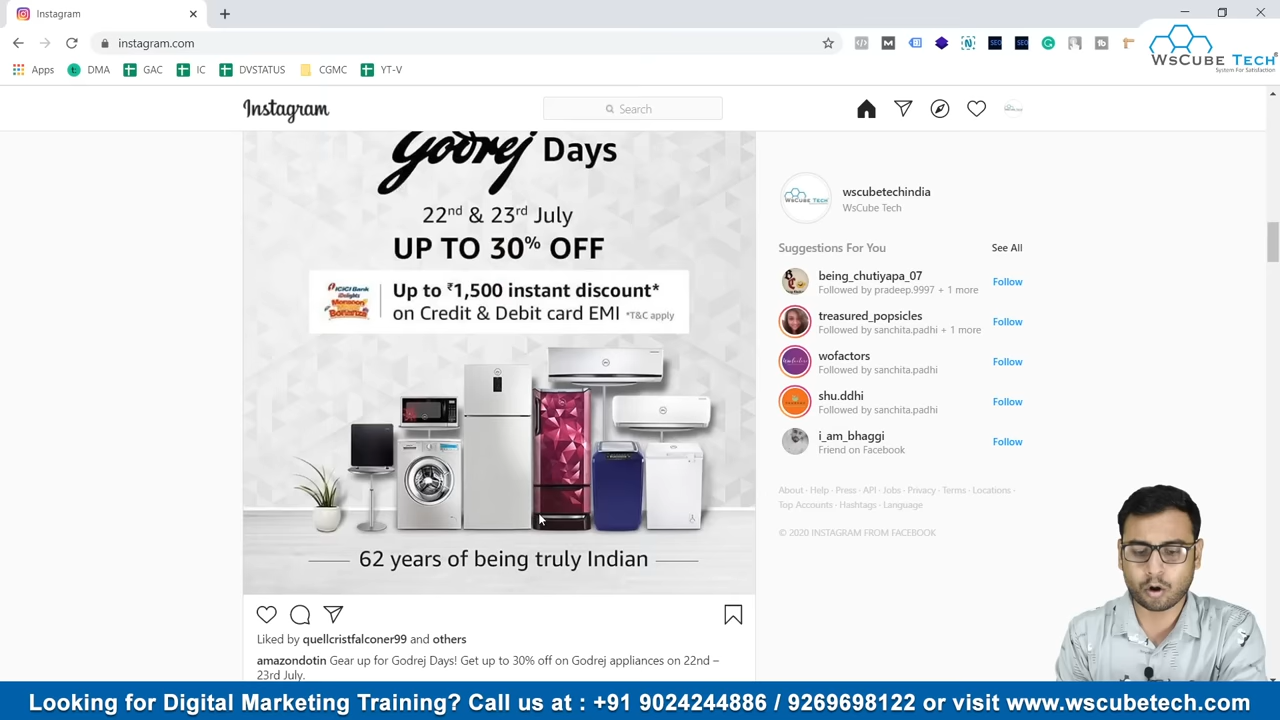 Instagram
instagram.com
Apps DMA GAC IC DVSTATUS CGMC YT-V
WsCube Tech
System For Satisfaction
Instagram
Search
Godrej Days
22nd & 23rd July
UP TO 30% OFF
ICICI Bank
Delights
Monsoon
Bonanza
Up to ₹1,500 instant discount*
on Credit & Debit card EMI *T&C apply
62 years of being truly Indian
Liked by quellcristfalconer99 and others
amazondotin Gear up for Godrej Days! Get up to 30% off on Godrej appliances on 22nd –
23rd July.
WsCube Tech
wscubetechindia
WsCube Tech
Suggestions For You See All
being_chutiyapa_07 Follow
Followed by pradeep.9997 + 1 more
treasured_popsicles Follow
Followed by sanchita.padhi + 1 more
wofactors Follow
Followed by sanchita.padhi
shu.ddhi Follow
Followed by sanchita.padhi
i_am_bhaggi Follow
Friend on Facebook
About · Help · Press · API · Jobs · Privacy · Terms · Locations ·
Top Accounts · Hashtags · Language
© 2020 INSTAGRAM FROM FACEBOOK
Looking for Digital Marketing Training? Call us at : +91 9024244886 / 9269698122 or visit www.wscubetech.com